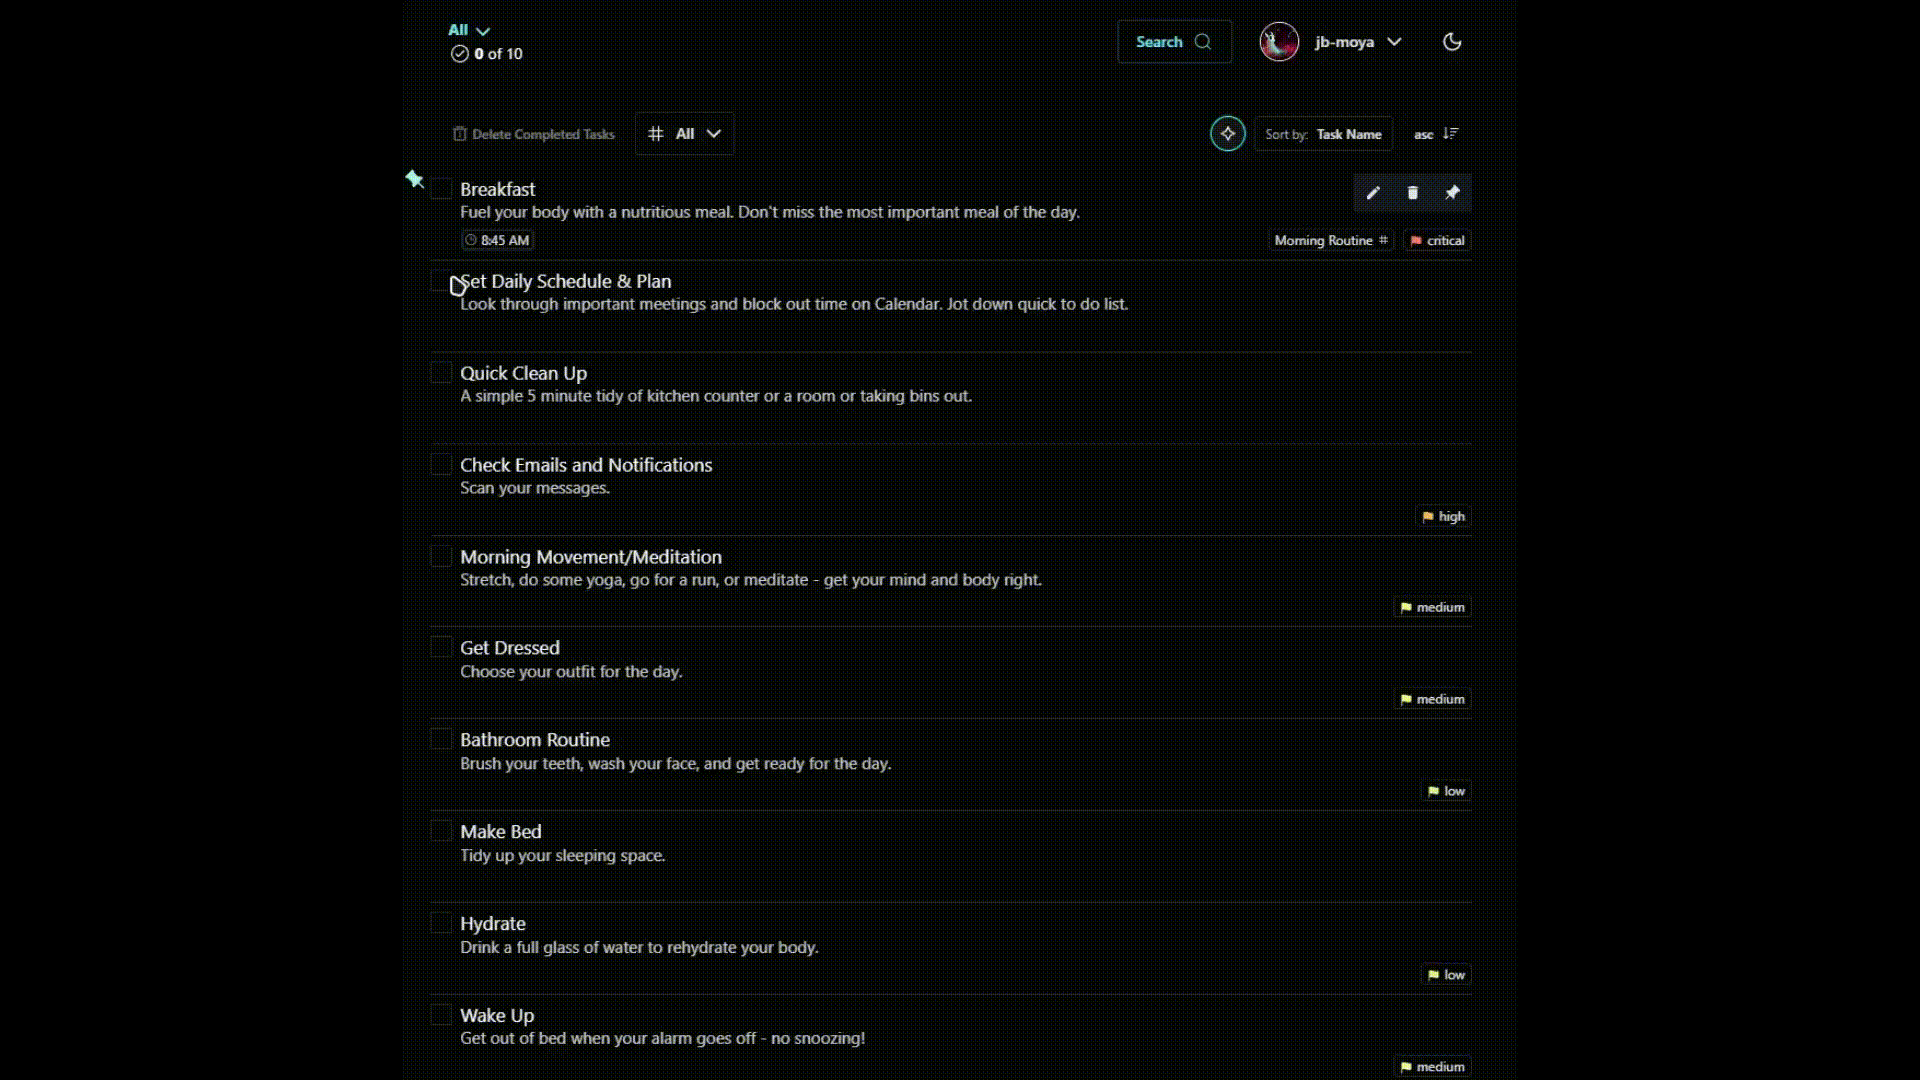 All
0 of 10
Search
jb-moya
Delete Completed Tasks
# All
Sort by: Task Name
asc
Breakfast
Fuel your body with a nutritious meal. Don't miss the most important meal of the day.
8:45 AM
Morning Routine #
critical
Set Daily Schedule & Plan
Look through important meetings and block out time on Calendar. Jot down quick to do list.
Quick Clean Up
A simple 5 minute tidy of kitchen counter or a room or taking bins out.
Check Emails and Notifications
Scan your messages.
high
Morning Movement/Meditation
Stretch, do some yoga, go for a run, or meditate - get your mind and body right.
medium
Get Dressed
Choose your outfit for the day.
medium
Bathroom Routine
Brush your teeth, wash your face, and get ready for the day.
low
Make Bed
Tidy up your sleeping space.
Hydrate
Drink a full glass of water to rehydrate your body.
low
Wake Up
Get out of bed when your alarm goes off - no snoozing!
medium